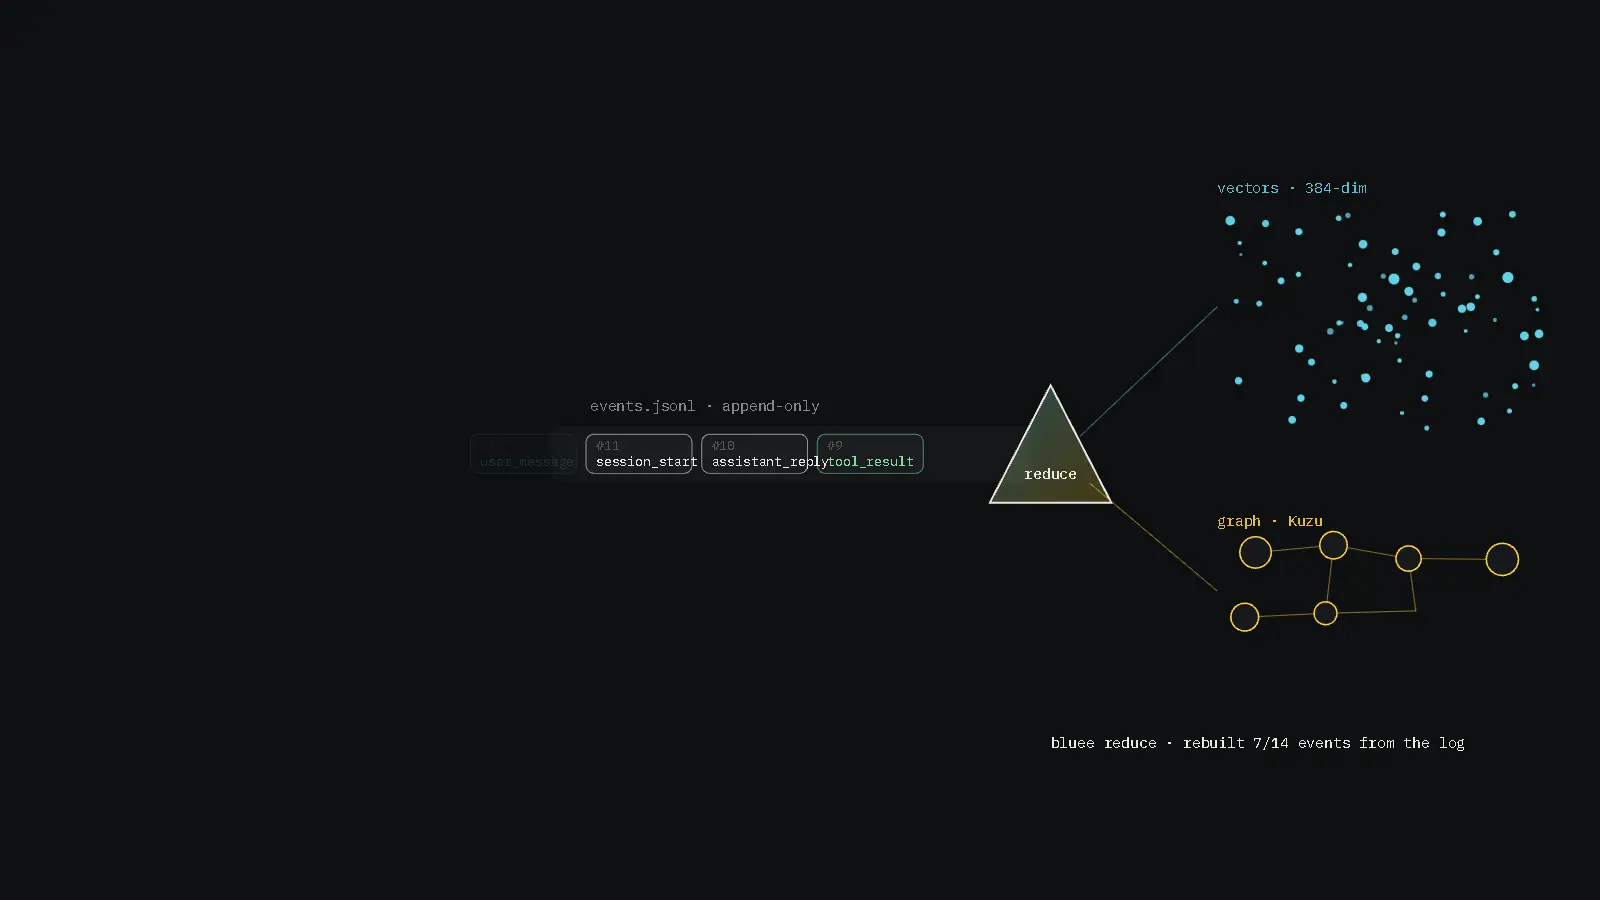 vectors · 384-dim
events.jsonl · append-only
user_message
#11
session_start
#10
assistant_reply
#9
tool_result
reduce
graph · Kuzu
bluee reduce · rebuilt 7/14 events from the log